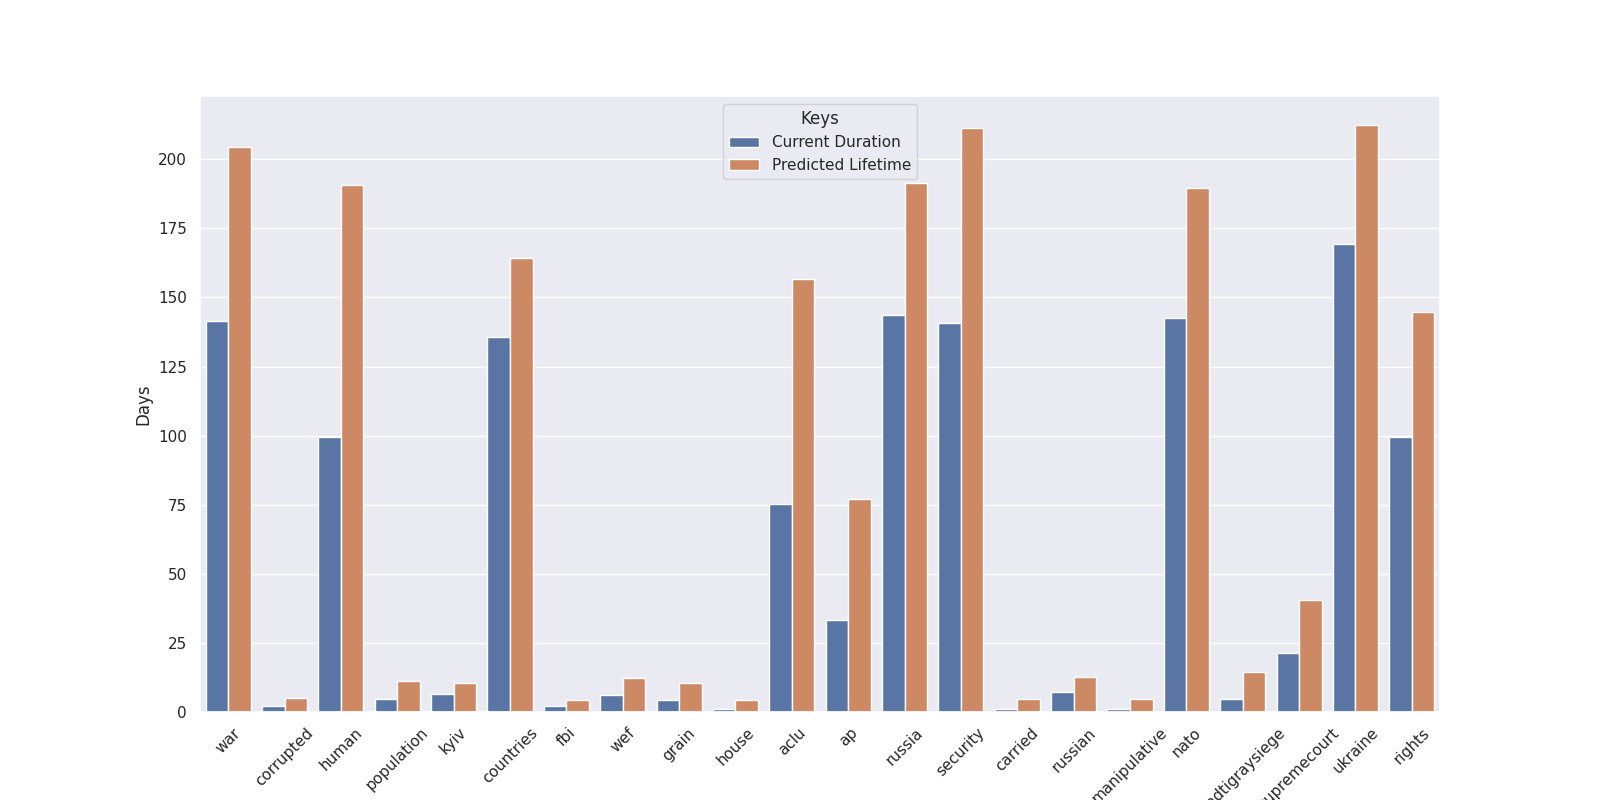 Keys
Current Duration
Predicted Lifetime
Days
200
175
150
125
100
75
50
25
0
war
corrupted
human
population
kyiv
countries
fbi
wef
grain
house
aclu
ap
russia
security
carried
russian
manipulative
nato
ukraine
rights